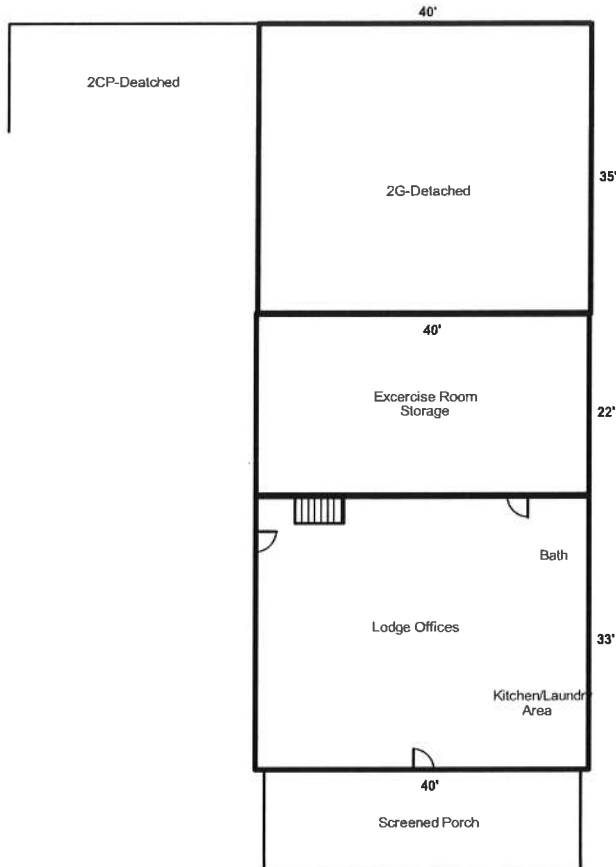 40'
2CP-Deatched
35'
2G-Detached
40'
Excercise Room
Storage
22'
Bath
Lodge Offices
33'
Kitchen/Laundry
Area
40'
Screened Porch